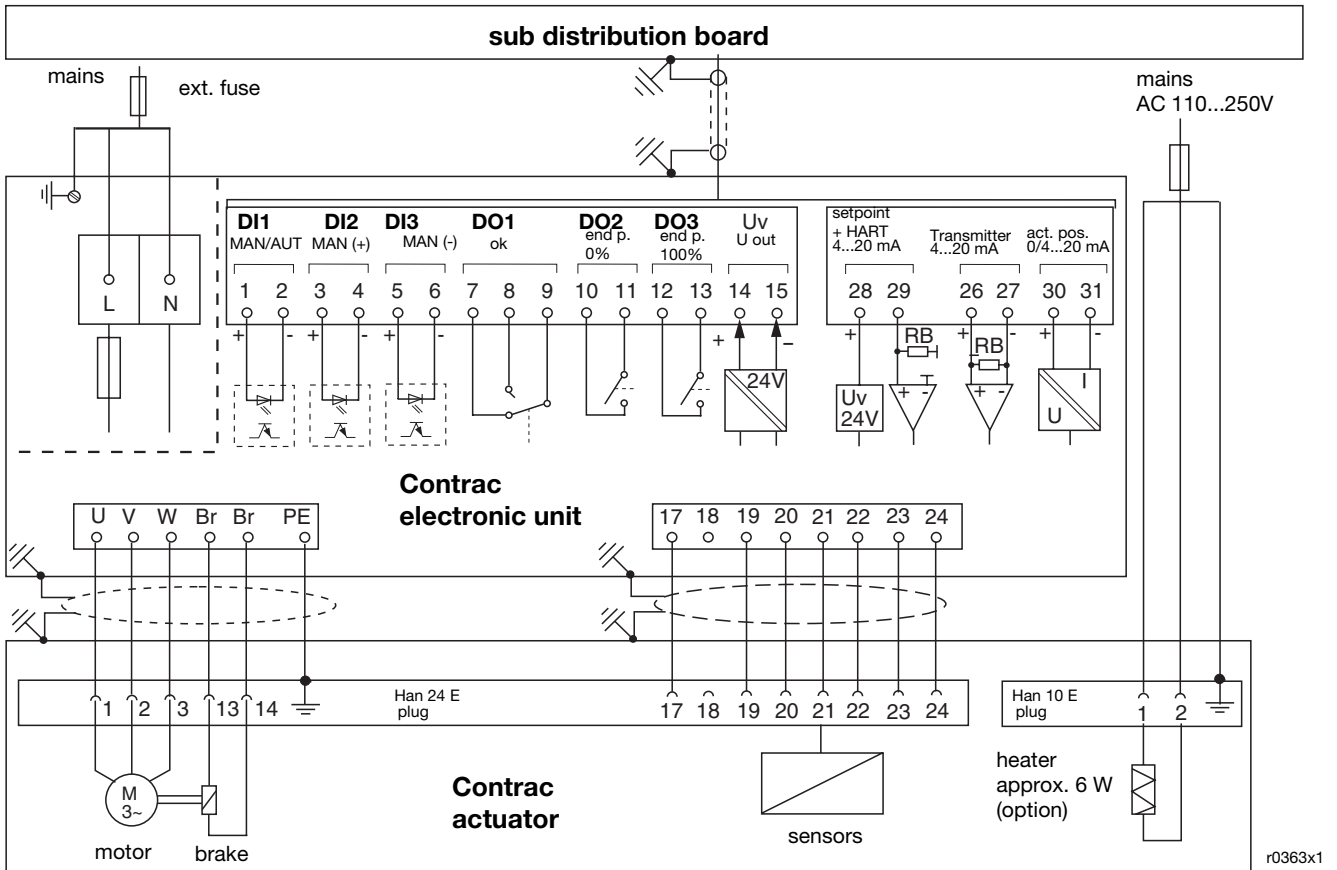 sub distribution board
mains
ext. fuse
mains
AC 110...250V
DI1 DI2 DI3 DO1 DO2 DO3 Uv
MAN/AUT MAN (+) MAN (-) ok end p. end p. U out
0% 100%
setpoint
+ HART Transmitter act. pos.
4...20 mA 4...20 mA 0/4...20 mA
1 2 3 4 5 6 7 8 9 10 11 12 13 14 15 28 29 26 27 30 31
L N
+ - + - + - + – + + - + -
RB RB
24V
Uv
24V
+ - + -
I
U
Contrac
electronic unit
U V W Br Br PE
17 18 19 20 21 22 23 24
1 2 3 13 14
Han 24 E
plug
17 18 19 20 21 22 23 24
Han 10 E
plug
1 2
M
3~
motor brake
Contrac
actuator
sensors
heater
approx. 6 W
(option)
r0363x1